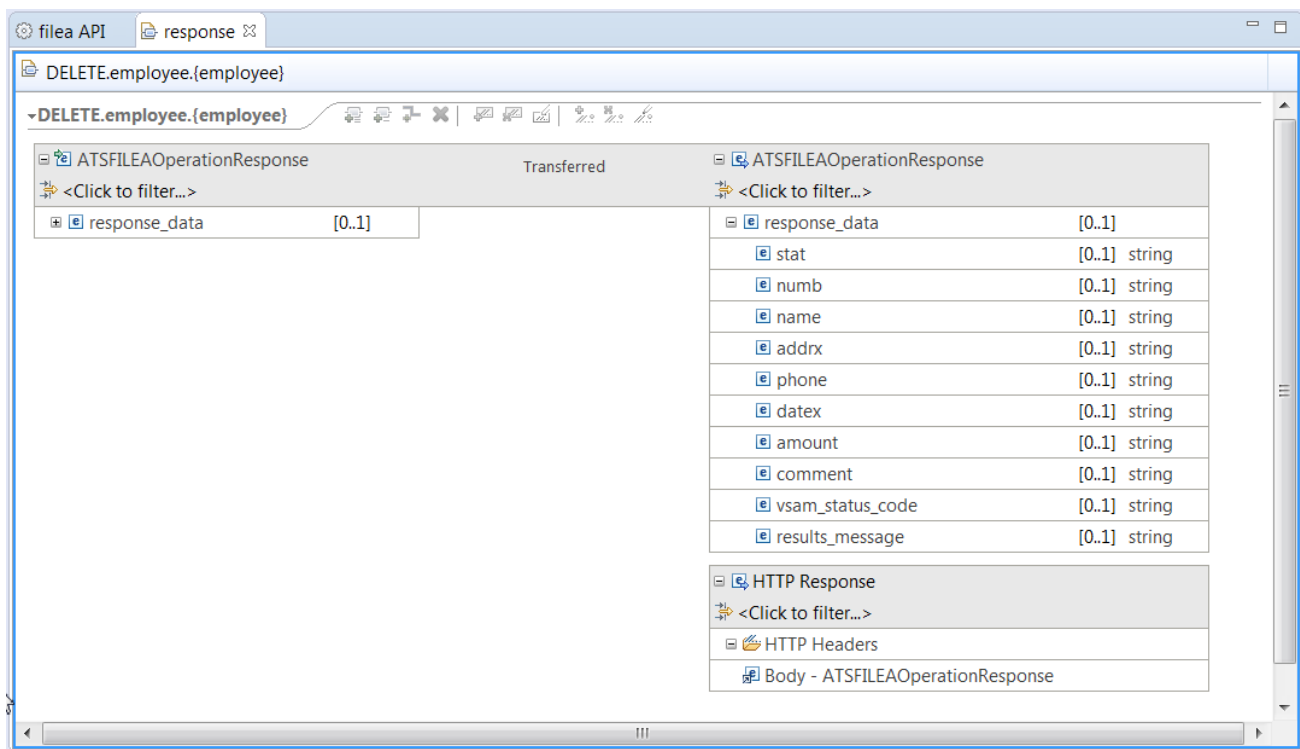 filea API response
DELETE.employee.{employee}
DELETE.employee.{employee}
ATSFILEAOperationResponse Transferred ATSFILEAOperationResponse
<Click to filter...> <Click to filter...>
response_data [0..1] response_data [0..1]
stat [0..1] string
numb [0..1] string
name [0..1] string
addrx [0..1] string
phone [0..1] string
datex [0..1] string
amount [0..1] string
comment [0..1] string
vsam_status_code [0..1] string
results_message [0..1] string
HTTP Response
<Click to filter...>
HTTP Headers
Body - ATSFILEAOperationResponse